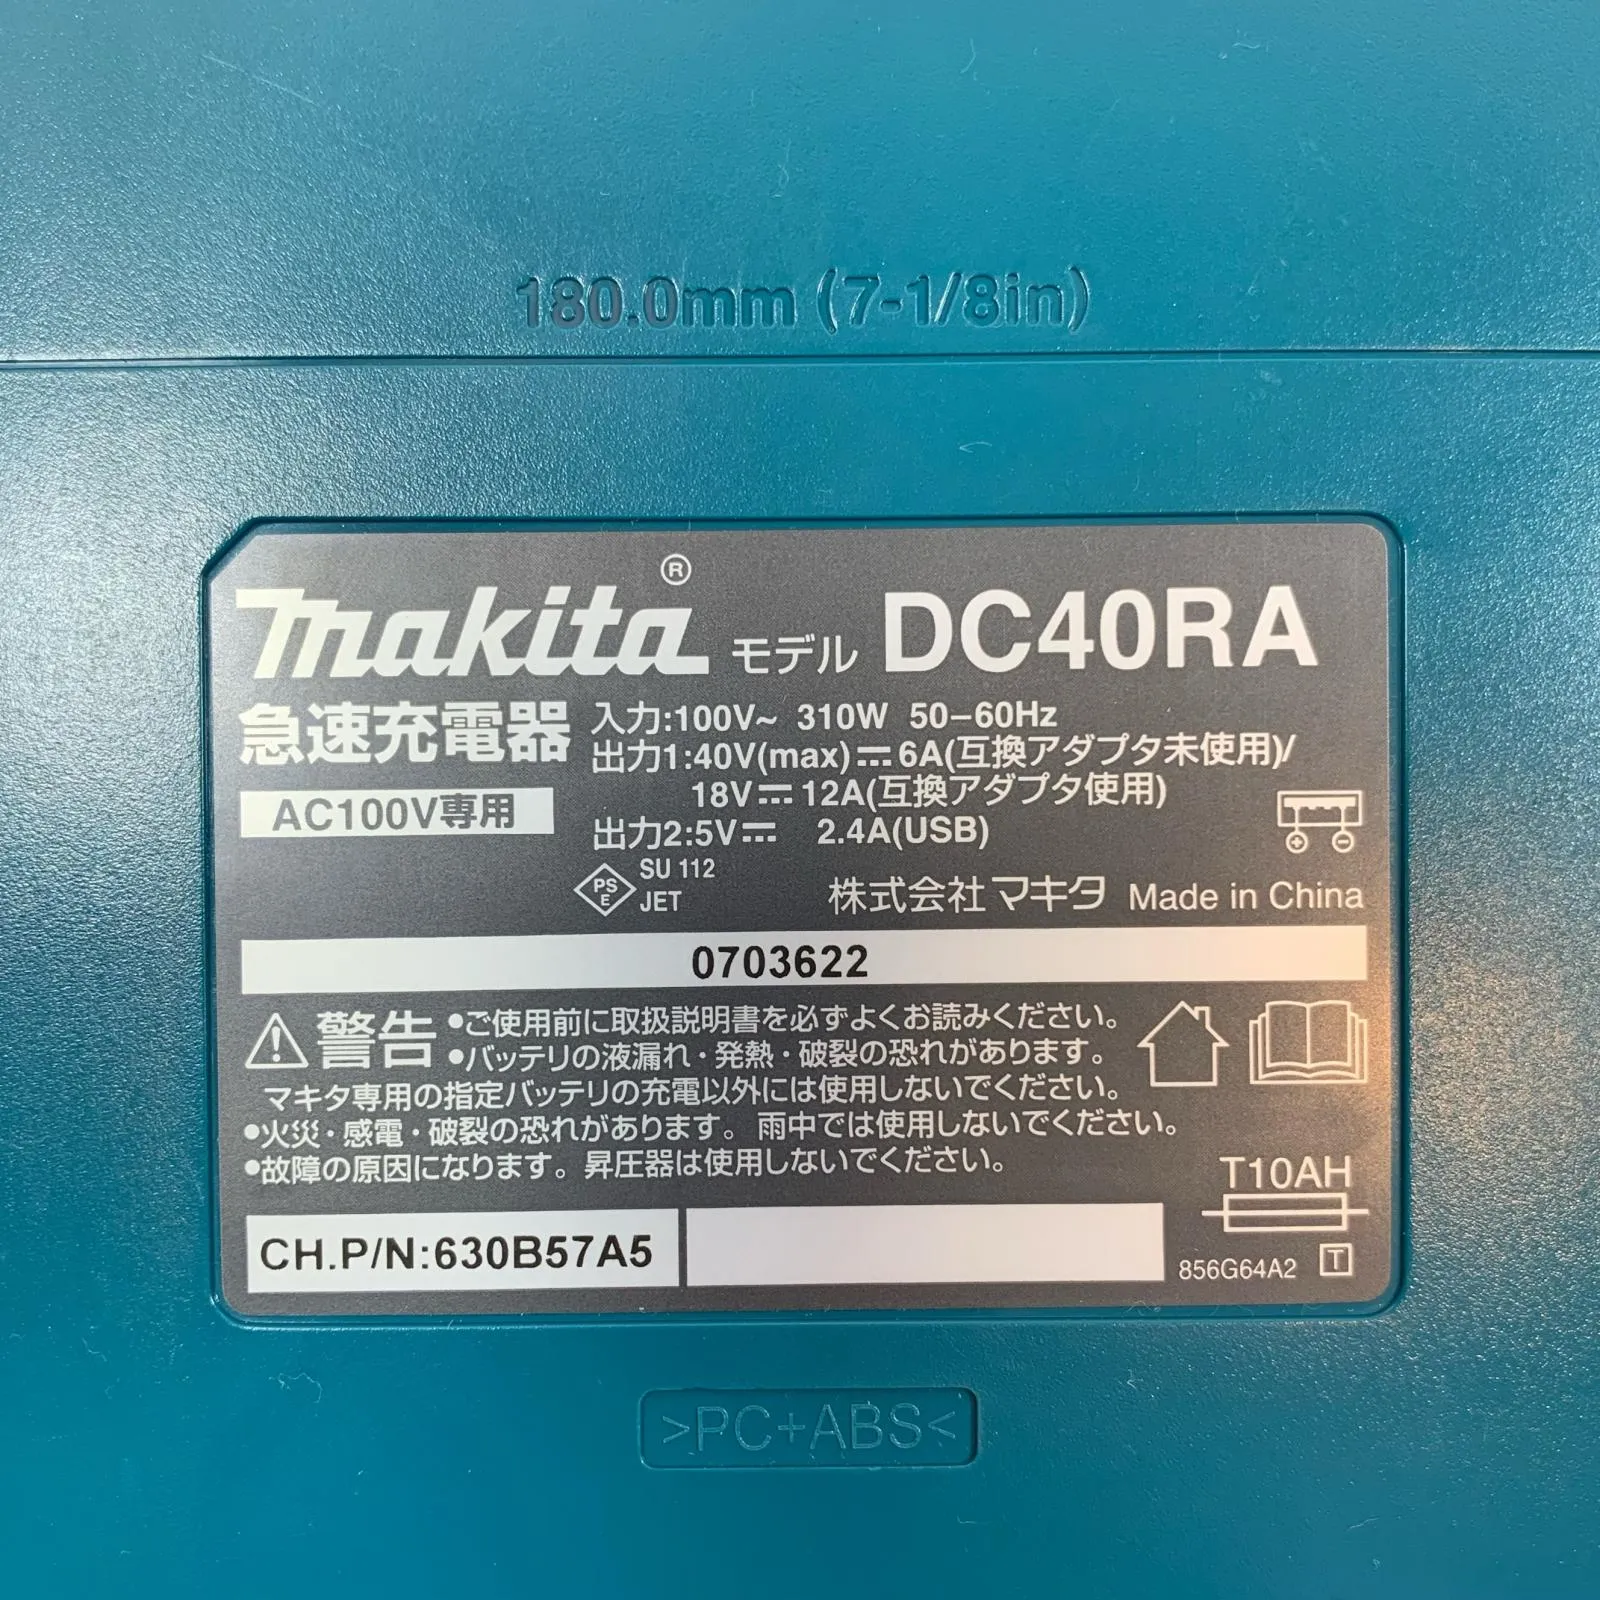 180.0mm (7-1/8in)
makita® モデル DC40RA
急速充電器
AC100V専用
入力:100V~ 310W 50–60Hz
出力1:40V(max)⎓6A(互換アダプタ未使用)/
18V⎓12A(互換アダプタ使用)
出力2:5V⎓ 2.4A(USB)
PS
E
SU 112
JET
株式会社マキタ Made in China
0703622
警告
•ご使用前に取扱説明書を必ずよくお読みください。
•バッテリの液漏れ・発熱・破裂の恐れがあります。
マキタ専用の指定バッテリの充電以外には使用しないでください。
•火災・感電・破裂の恐れがあります。雨中では使用しないでください。
•故障の原因になります。昇圧器は使用しないでください。
T10AH
CH.P/N:630B57A5
856G64A2 T
>PC+ABS<